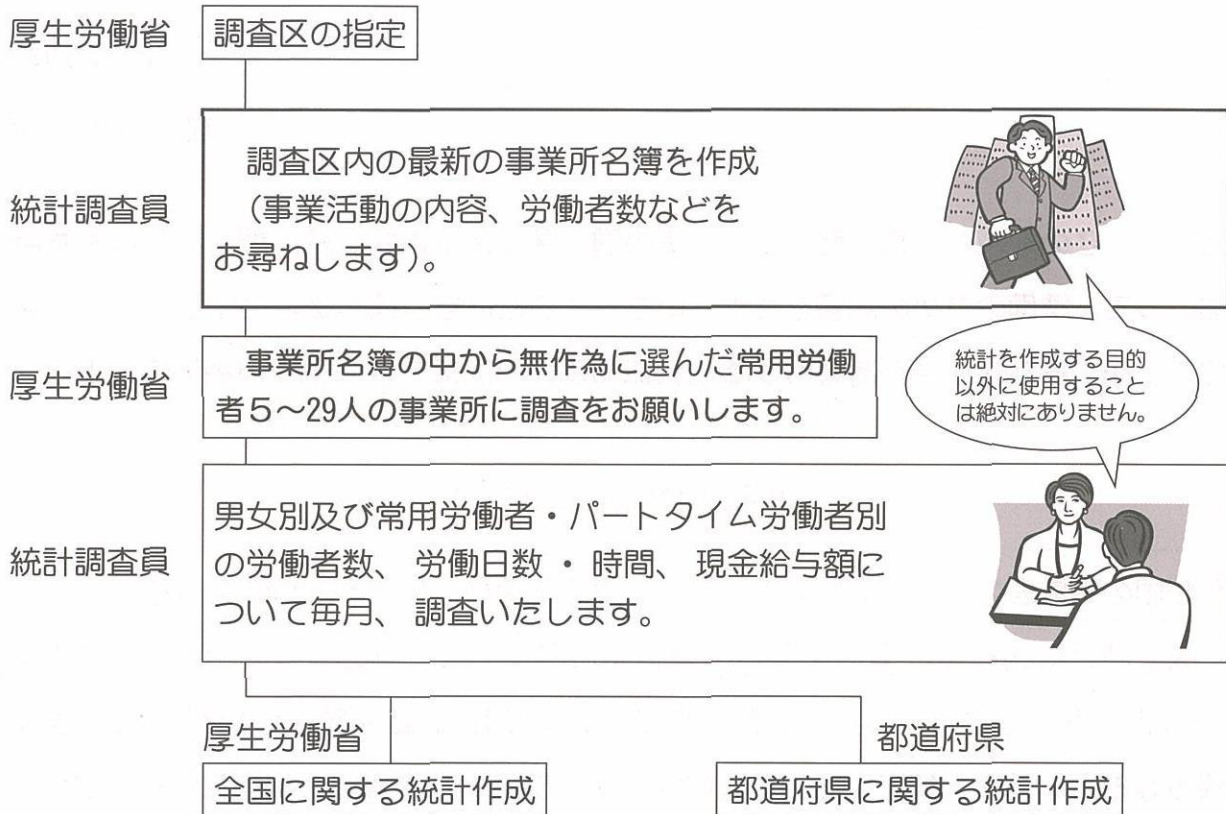 厚生労働省
調査区の指定
統計調査員
調査区内の最新の事業所名簿を作成
(事業活動の内容、労働者数などを
お尋ねします)。
厚生労働省
事業所名簿の中から無作為に選んだ常用労働
者5〜29人の事業所に調査をお願いします。
統計を作成する目的
以外に使用すること
は絶対にありません。
統計調査員
男女別及び常用労働者・パートタイム労働者別
の労働者数、労働日数・時間、現金給与額に
ついて毎月、調査いたします。
厚生労働省
全国に関する統計作成
都道府県
都道府県に関する統計作成